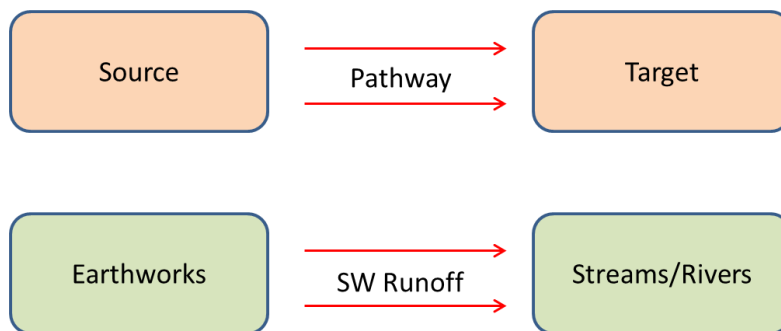 Source
Pathway
Target
Earthworks
SW Runoff
Streams/Rivers